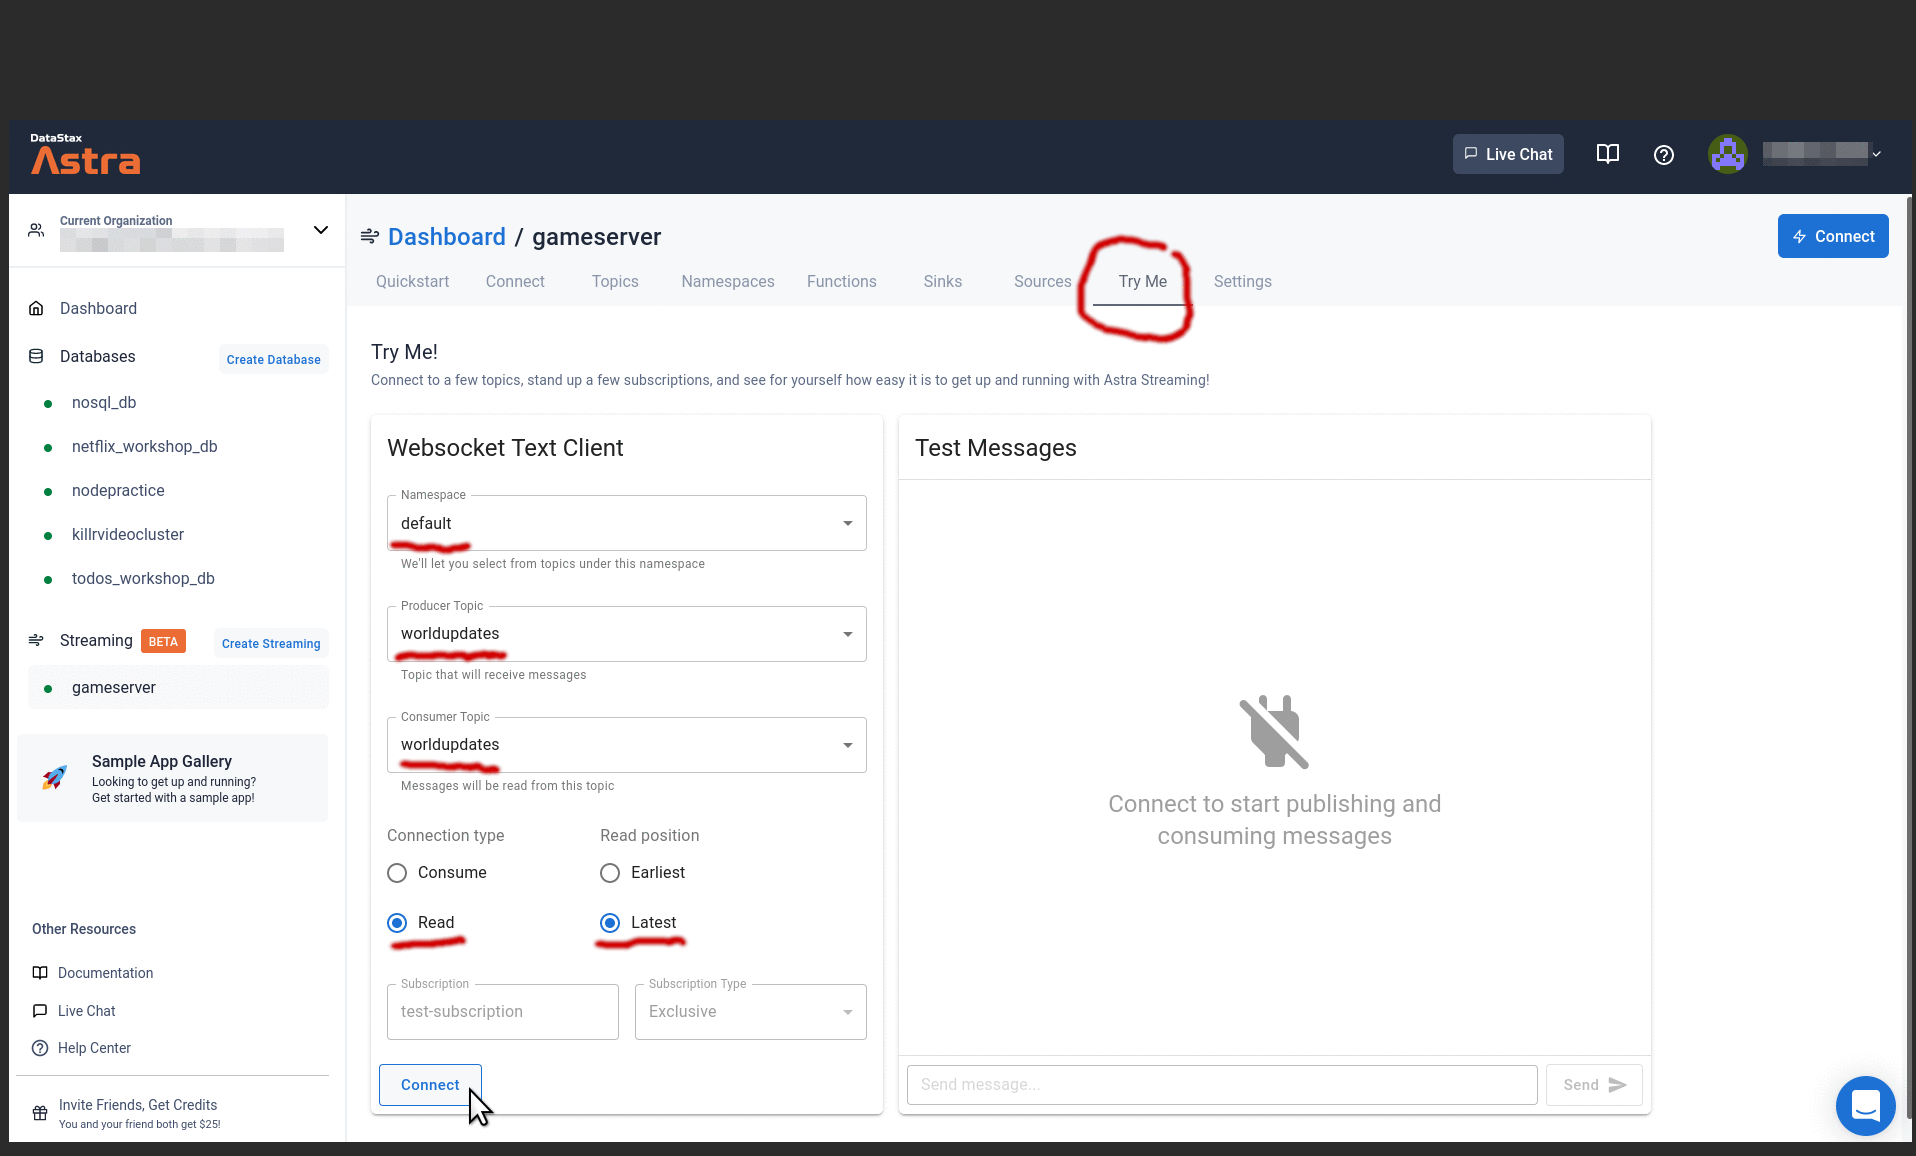 DataStax
Astra
Live Chat
Current Organization
Dashboard / gameserver
Connect
Quickstart Connect Topics Namespaces Functions Sinks Sources Try Me Settings
Dashboard
Databases Create Database
nosql_db
netflix_workshop_db
nodepractice
killrvideocluster
todos_workshop_db
Streaming BETA Create Streaming
gameserver
Sample App Gallery
Looking to get up and running?
Get started with a sample app!
Other Resources
Documentation
Live Chat
Help Center
Invite Friends, Get Credits
You and your friend both get $25!
Try Me!
Connect to a few topics, stand up a few subscriptions, and see for yourself how easy it is to get up and running with Astra Streaming!
Websocket Text Client
Namespace
default
We'll let you select from topics under this namespace
Producer Topic
worldupdates
Topic that will receive messages
Consumer Topic
worldupdates
Messages will be read from this topic
Connection type Read position
Consume Earliest
Read Latest
Subscription Subscription Type
test-subscription Exclusive
Connect
Test Messages
Connect to start publishing and
consuming messages
Send message... Send